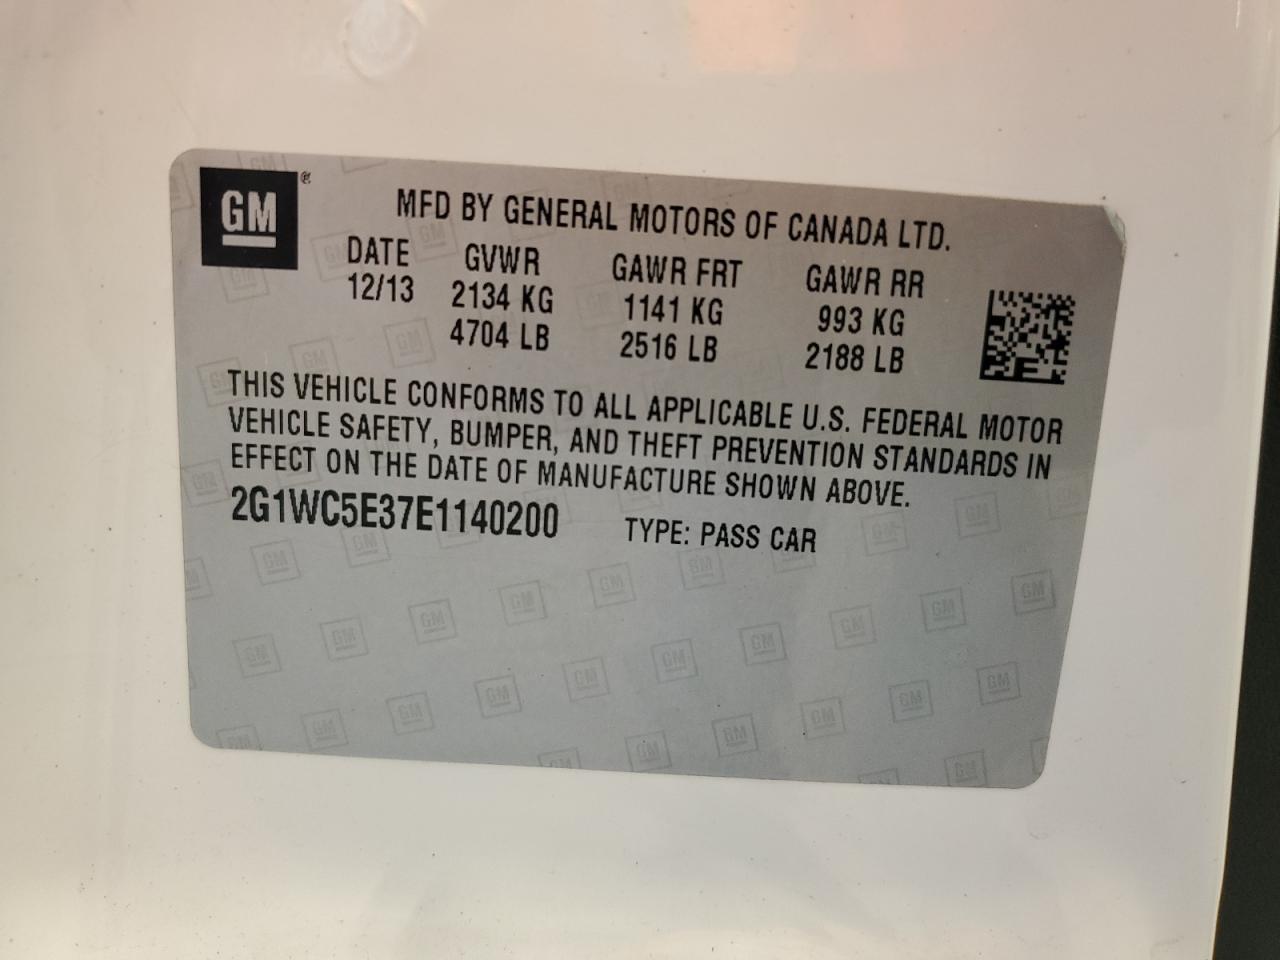 GM ®
MFD BY GENERAL MOTORS OF CANADA LTD.
DATE GVWR GAWR FRT GAWR RR
12/13 2134 KG 1141 KG 993 KG
4704 LB 2516 LB 2188 LB
THIS VEHICLE CONFORMS TO ALL APPLICABLE U.S. FEDERAL MOTOR
VEHICLE SAFETY, BUMPER, AND THEFT PREVENTION STANDARDS IN
EFFECT ON THE DATE OF MANUFACTURE SHOWN ABOVE.
2G1WC5E37E1140200 TYPE: PASS CAR